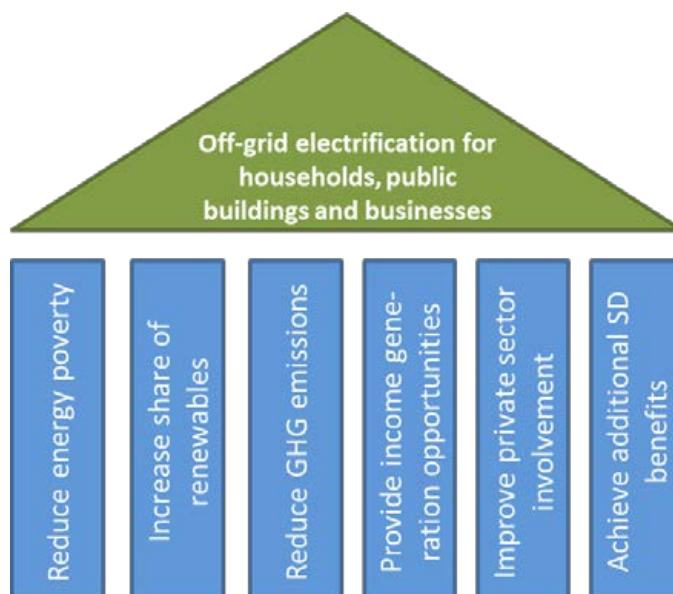 Off-grid electrification for
households, public
buildings and businesses
Reduce energy poverty
Increase share of
renewables
Reduce GHG emissions
Provide income gene-
ration opportunities
Improve private sector
involvement
Achieve additional SD
benefits